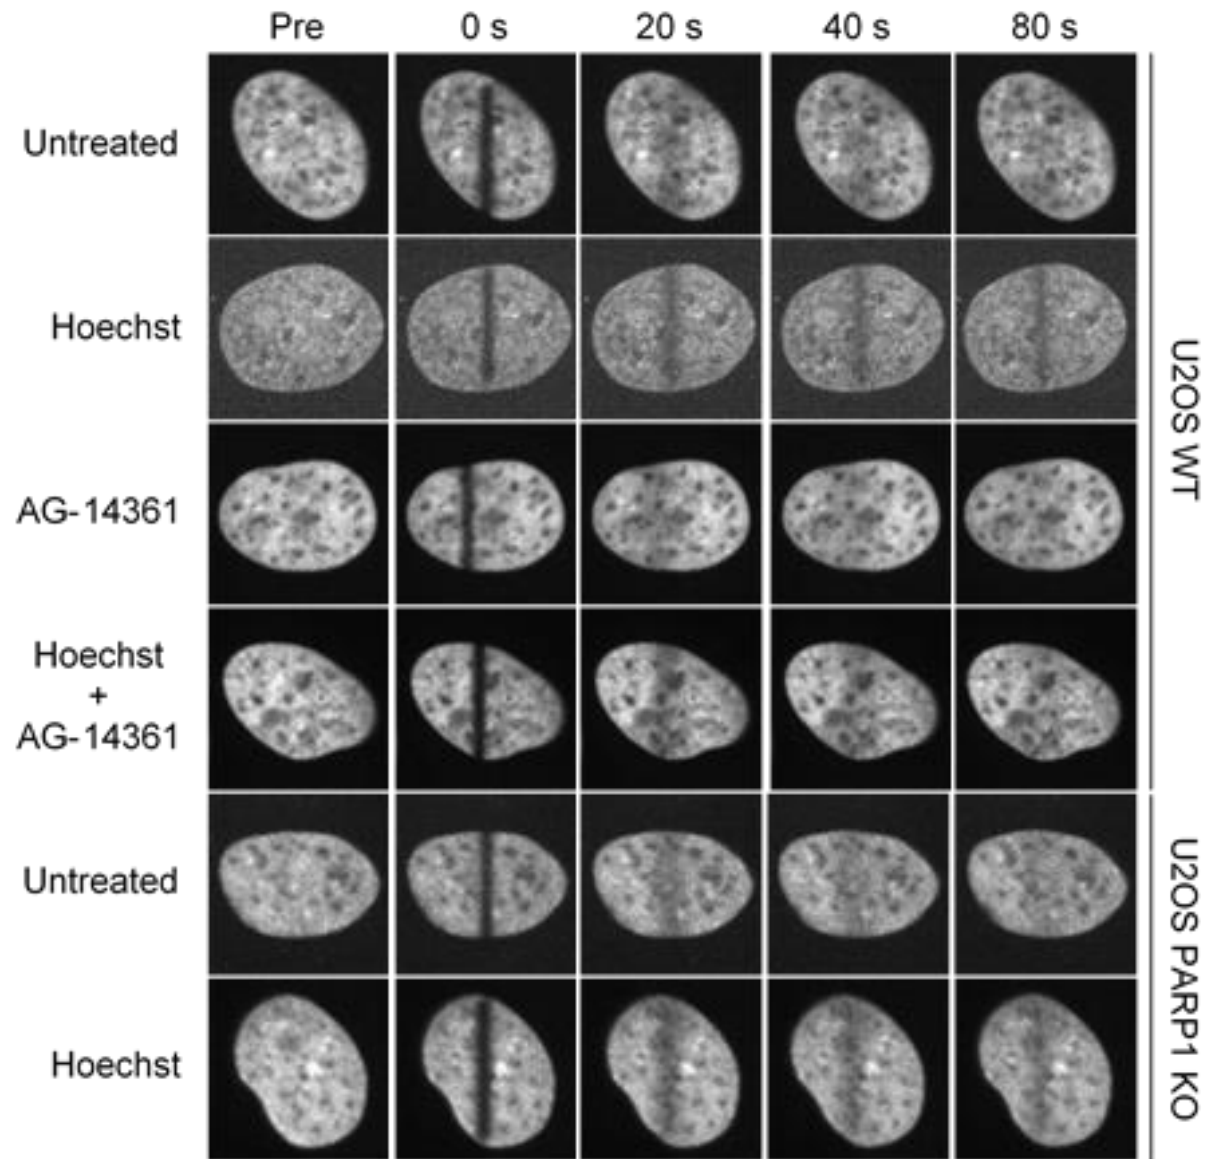 Pre 0 s 20 s 40 s 80 s
Untreated
Hoechst
AG-14361
Hoechst
+
AG-14361
U2OS WT
Untreated
Hoechst
U2OS PARP1 KO